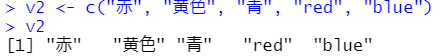 > v2 <- c("赤", "黄色", "青", "red", "blue")
> v2
[1] "赤"   "黄色" "青"   "red"  "blue"